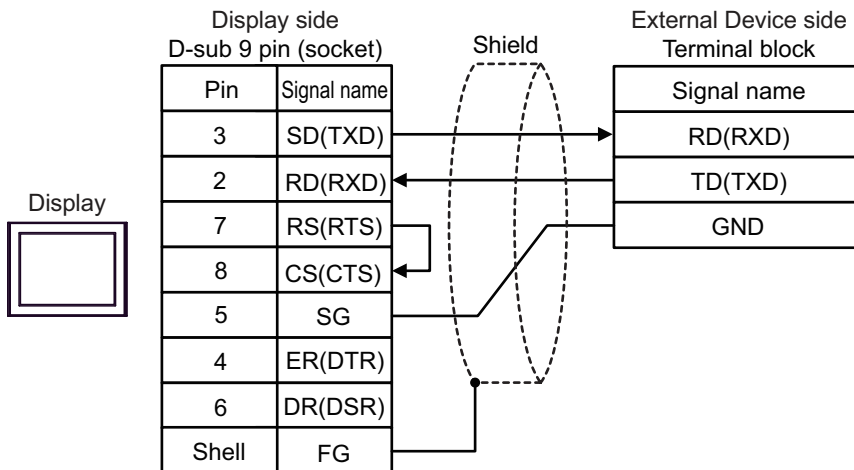 Display side
D-sub 9 pin (socket)
Shield
External Device side
Terminal block
Pin Signal name
Signal name
3 SD(TXD)
RD(RXD)
2 RD(RXD)
TD(TXD)
Display
7 RS(RTS)
GND
8 CS(CTS)
5 SG
4 ER(DTR)
6 DR(DSR)
Shell FG